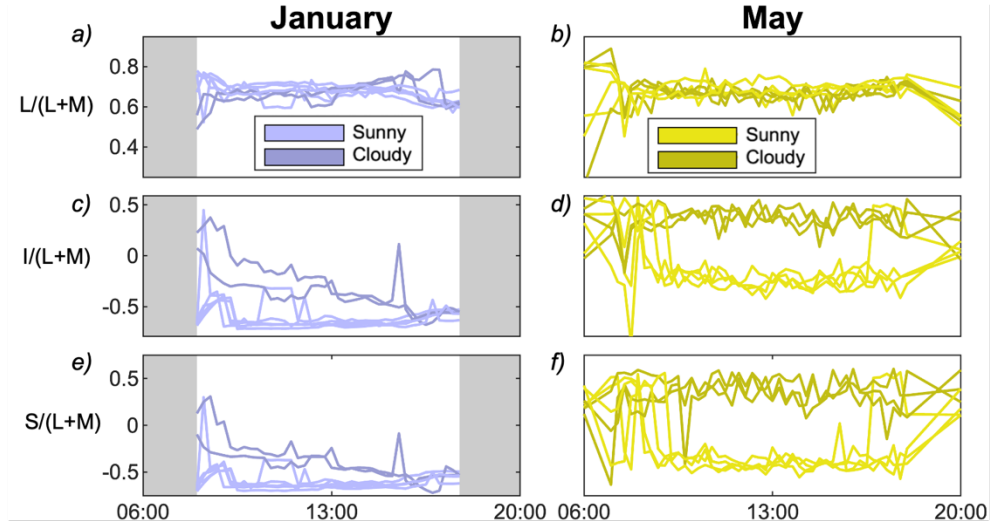 January
May
a)
b)
L/(L+M)
0.8
0.6
0.4
Sunny
Cloudy
Sunny
Cloudy
c)
d)
I/(L+M)
0.5
0
-0.5
e)
f)
S/(L+M)
0.5
0
-0.5
06:00
13:00
20:00
06:00
13:00
20:00